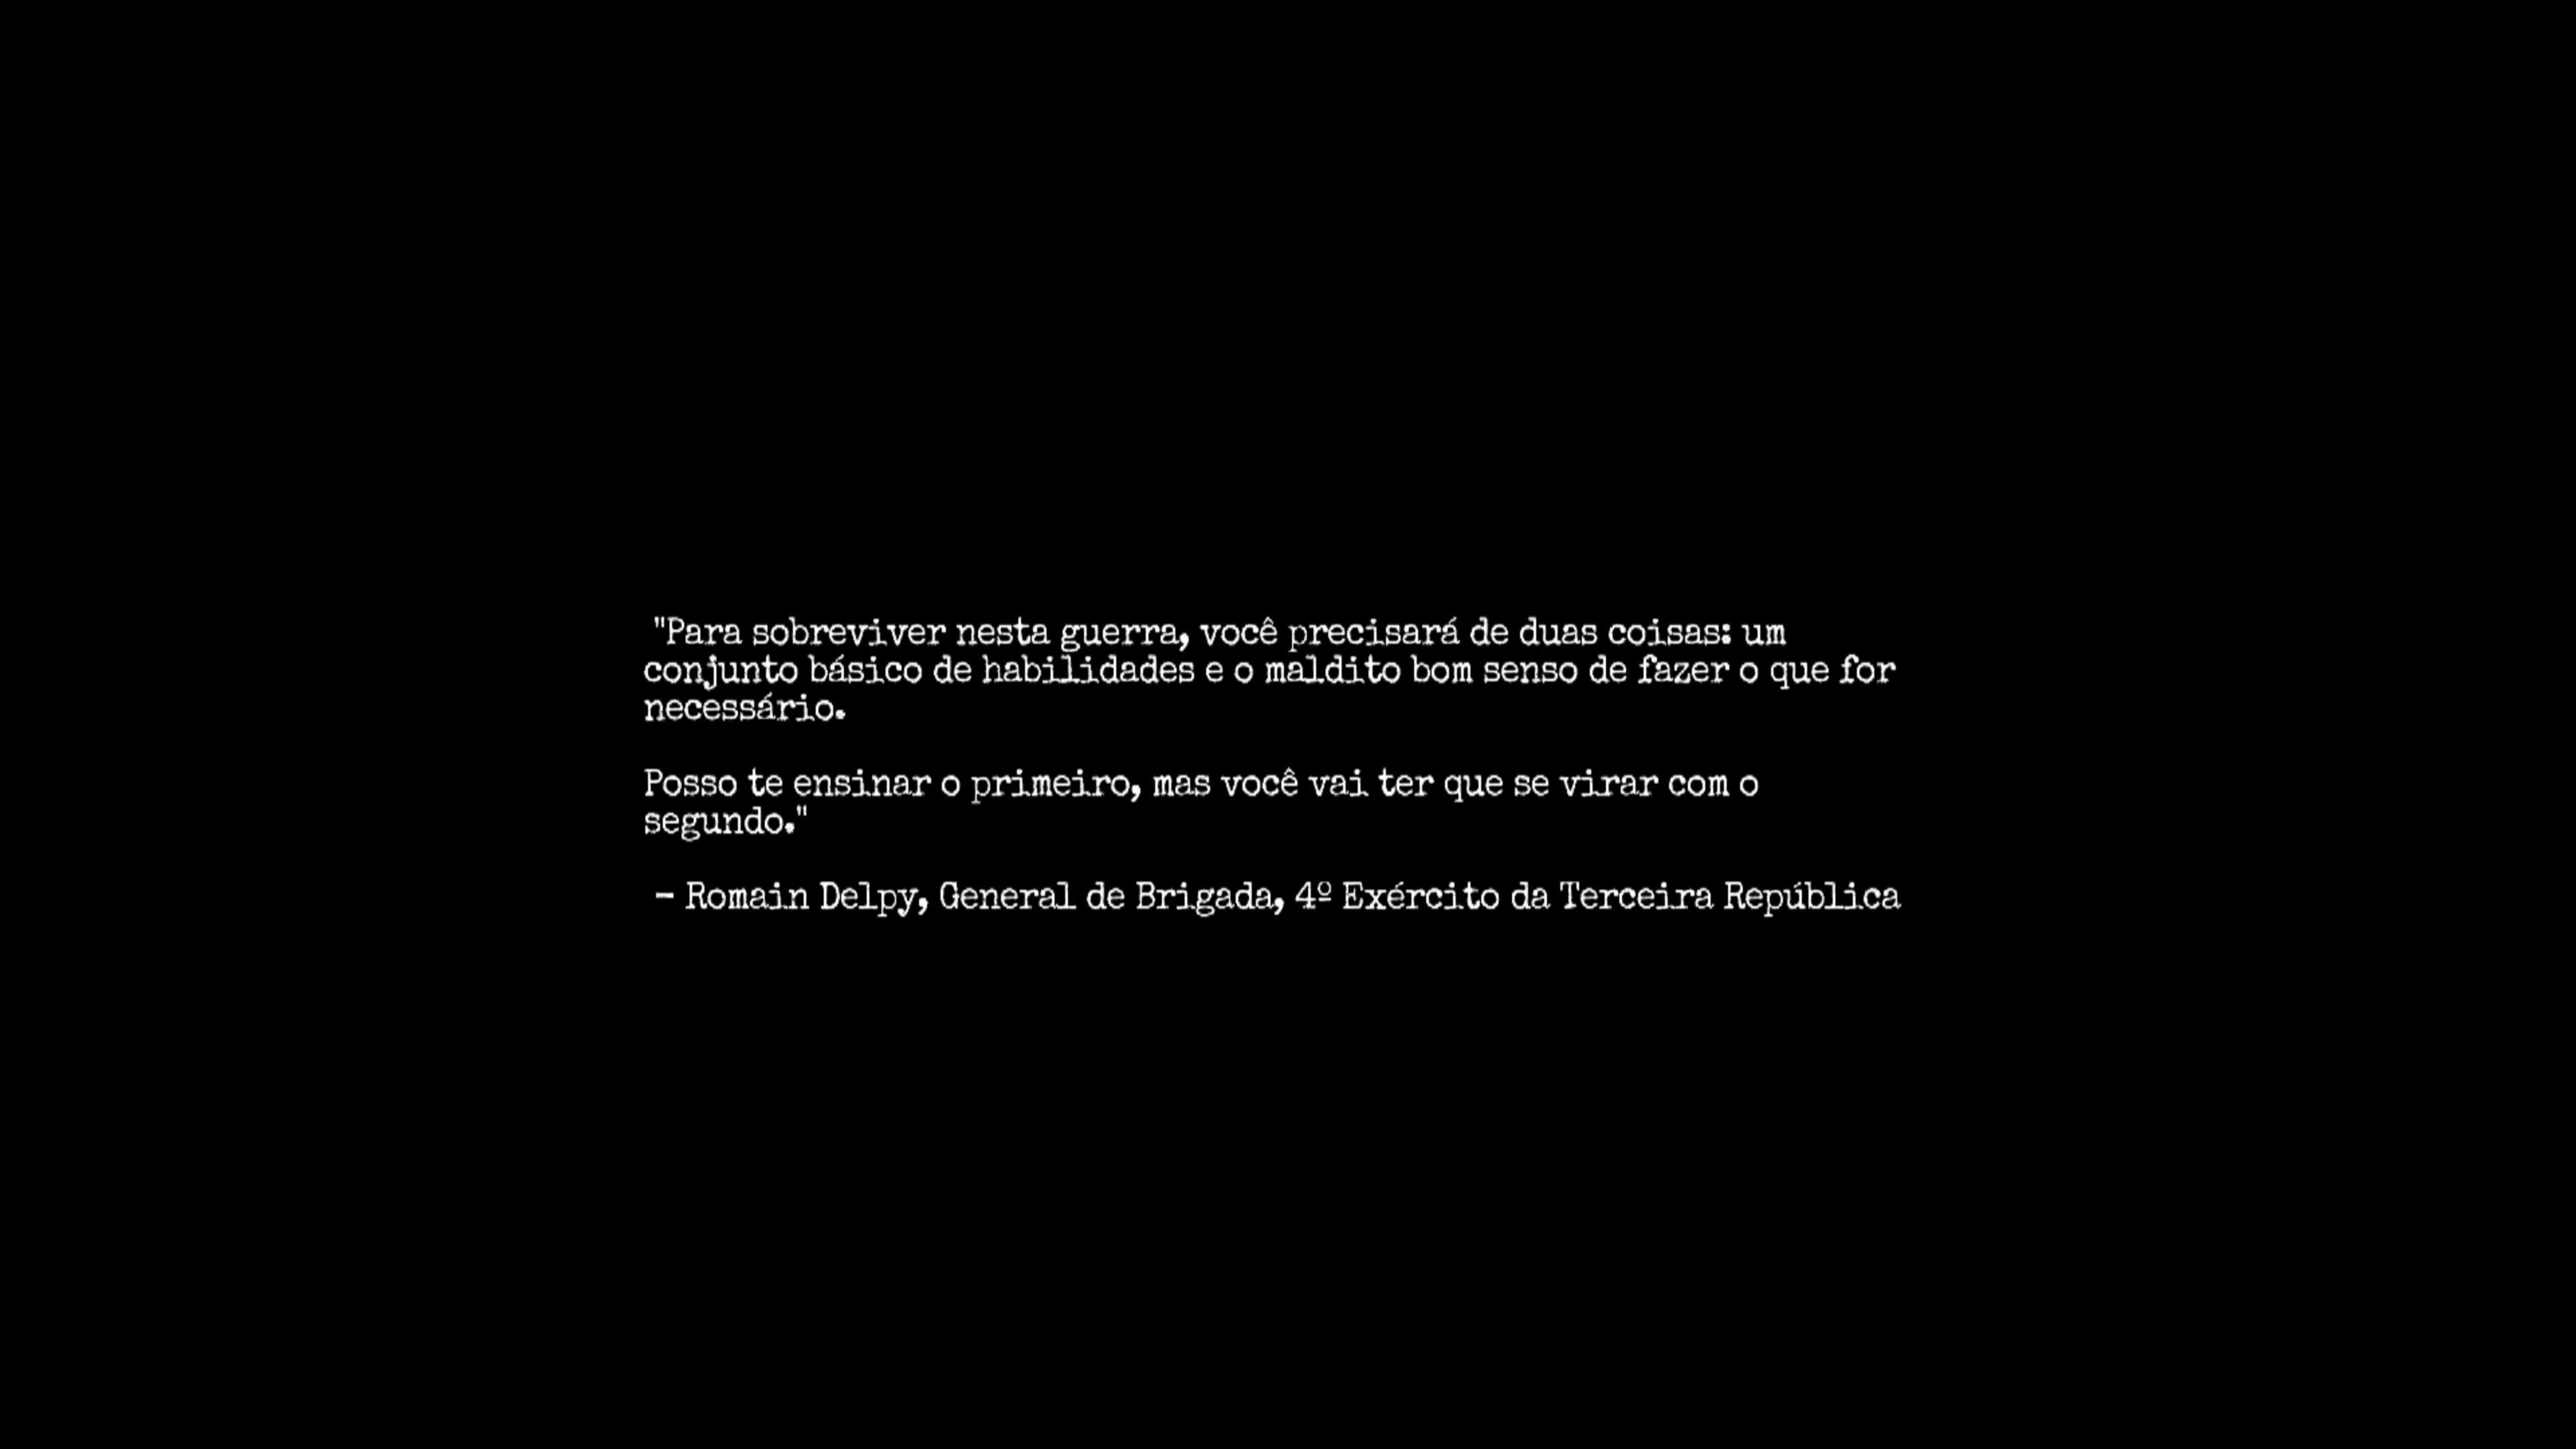 "Para sobreviver nesta guerra, você precisará de duas coisas: um
conjunto básico de habilidades e o maldito bom senso de fazer o que for
necessário.
Posso te ensinar o primeiro, mas você vai ter que se virar com o
segundo."
- Romain Delpy, General de Brigada, 4º Exército da Terceira República